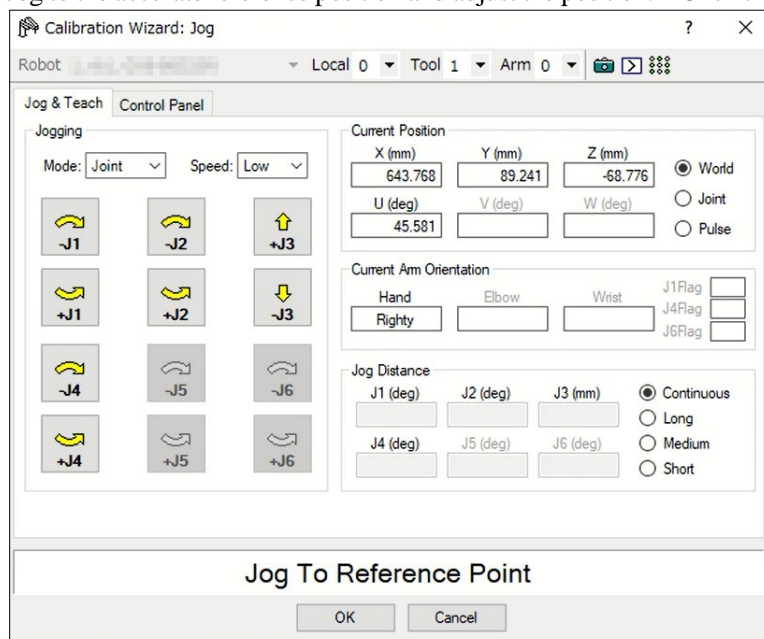 Calibration Wizard: Jog ? ×
Robot Local 0 Tool 1 Arm 0
Jog & Teach Control Panel
Jogging
Mode: Joint Speed: Low
-J1 -J2 +J3
+J1 +J2 -J3
-J4 -J5 -J6
+J4 +J5 +J6
Current Position
X (mm) Y (mm) Z (mm)
643.768 89.241 -68.776
U (deg) V (deg) W (deg)
45.581
World
Joint
Pulse
Current Arm Orientation
Hand Elbow Wrist
Righty
J1Flag
J4Flag
J6Flag
Jog Distance
J1 (deg) J2 (deg) J3 (mm)
J4 (deg) J5 (deg) J6 (deg)
Continuous
Long
Medium
Short
Jog To Reference Point
OK Cancel